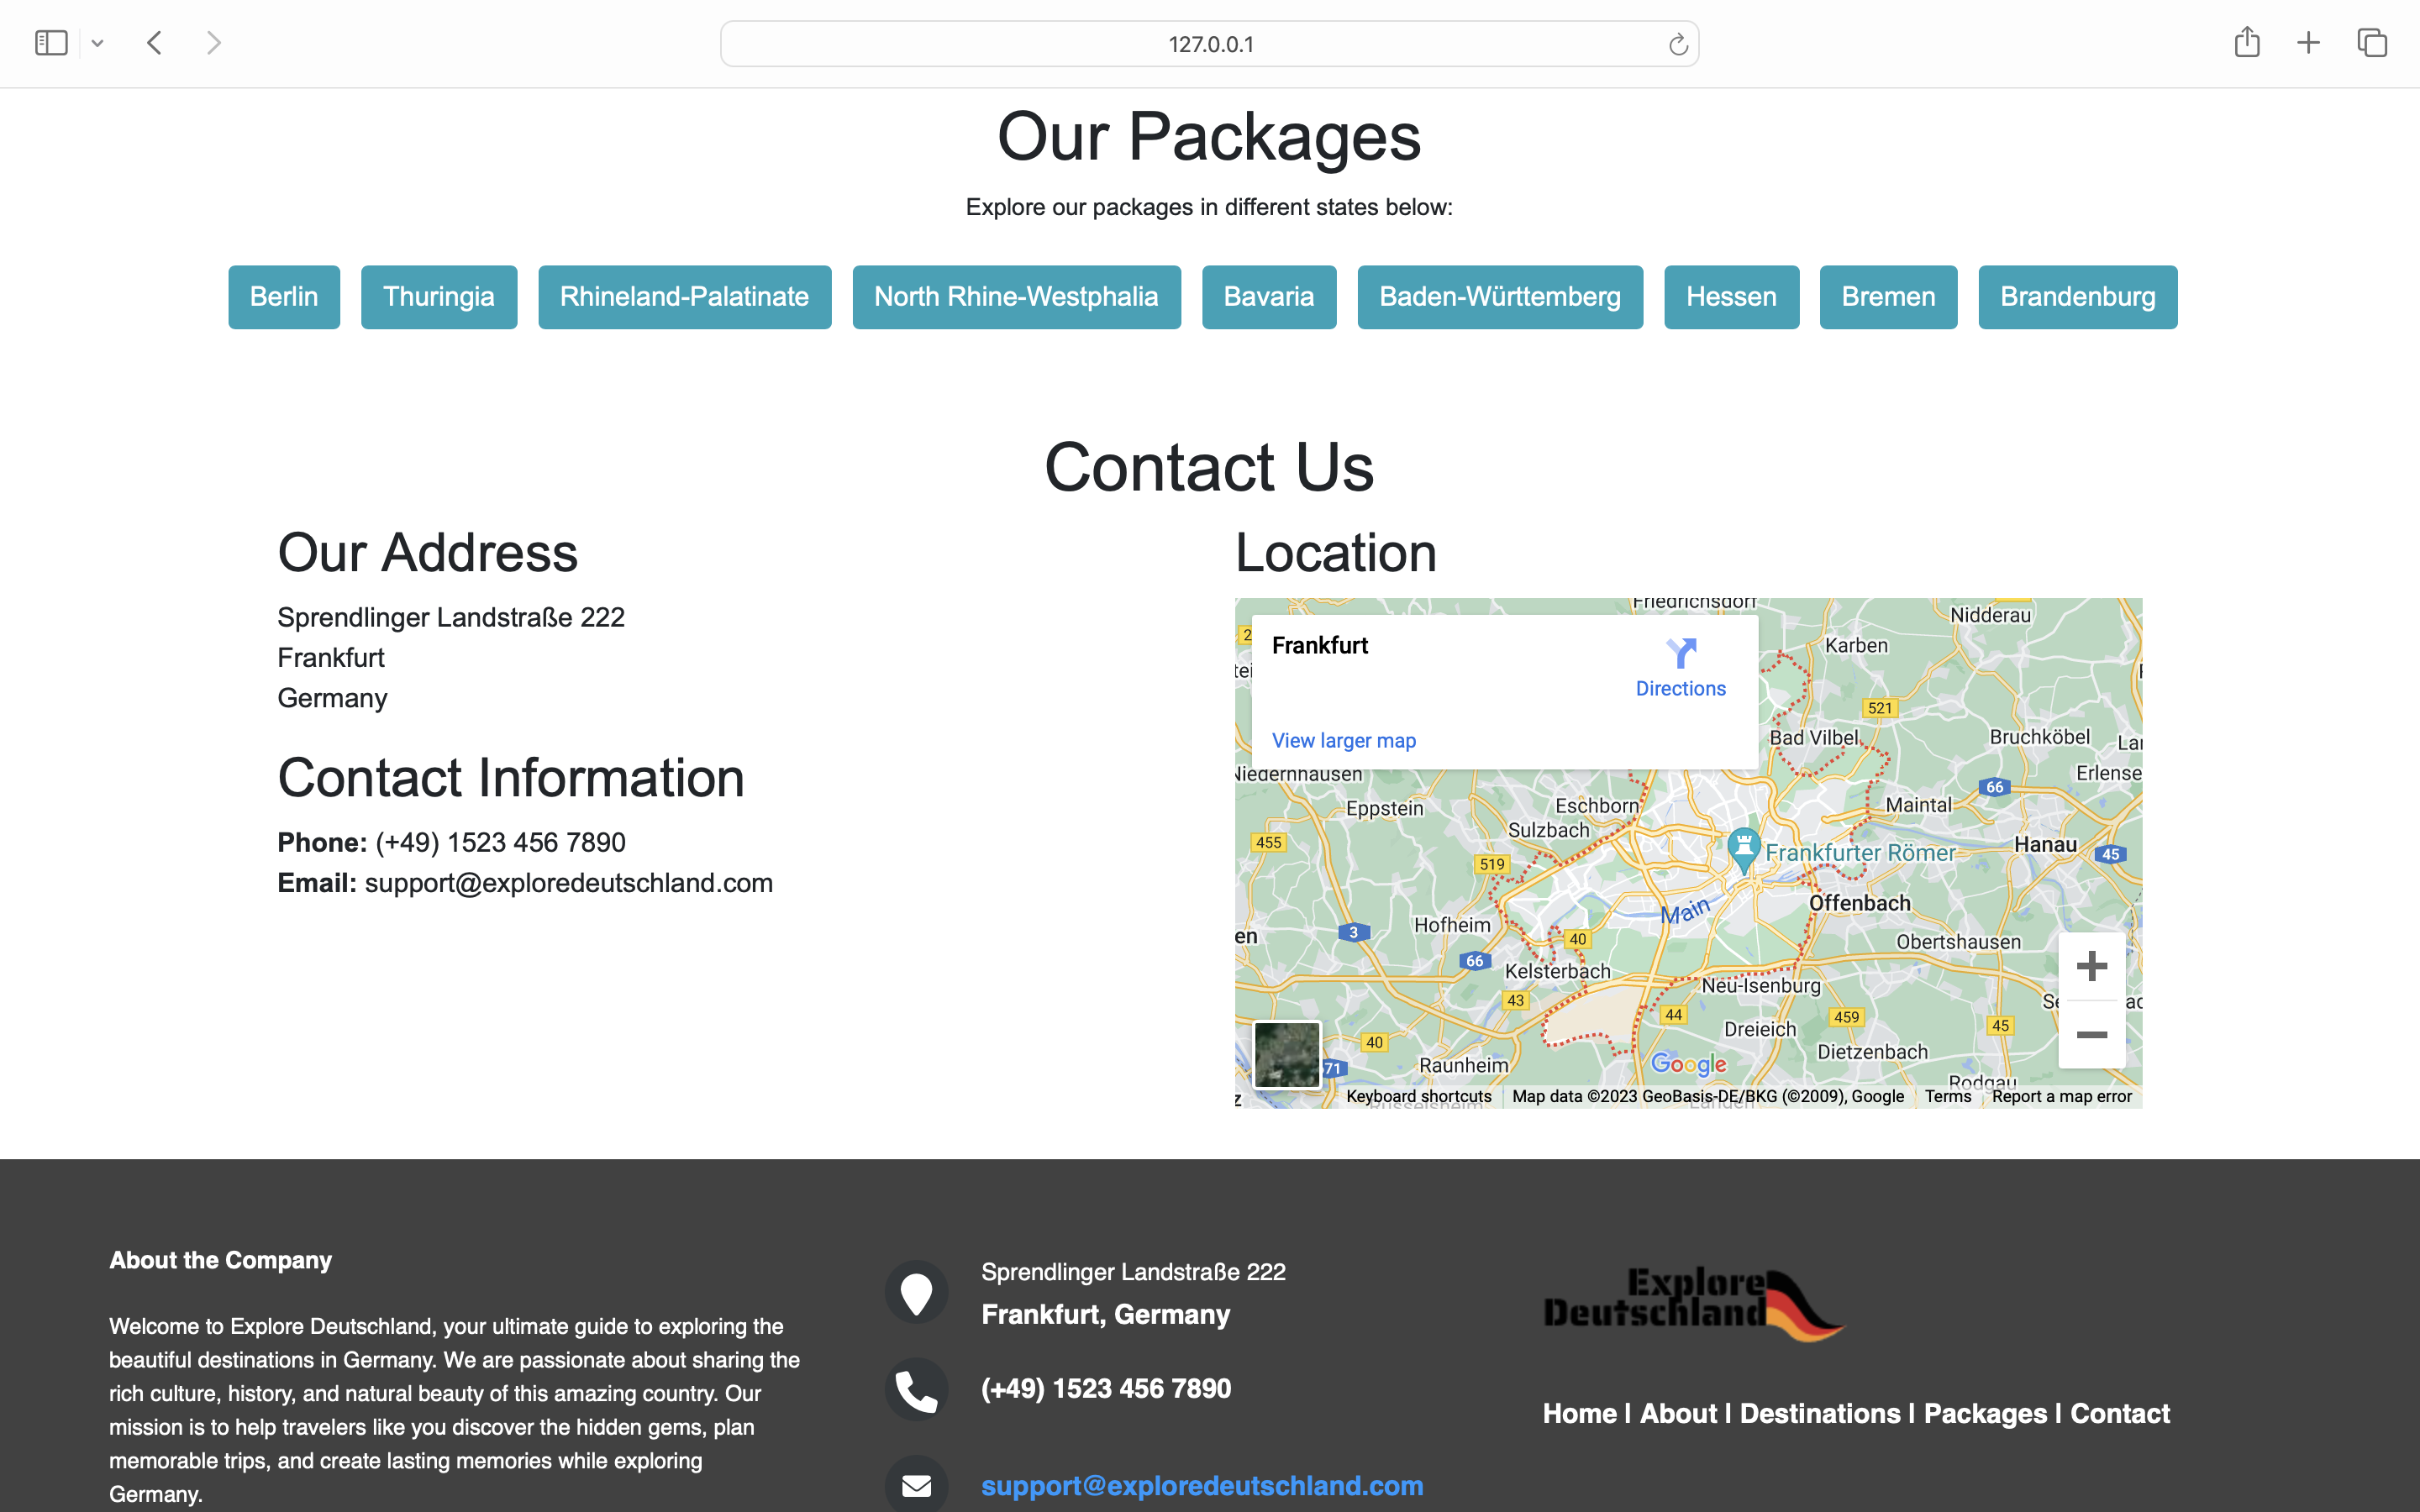 127.0.0.1
Our Packages
Explore our packages in different states below:
Berlin
Thuringia
Rhineland-Palatinate
North Rhine-Westphalia
Bavaria
Baden-Württemberg
Hessen
Bremen
Brandenburg
Contact Us
Our Address
Sprendlinger Landstraße 222
Frankfurt
Germany
Contact Information
Phone: (+49) 1523 456 7890
Email: support@exploredeutschland.com
Location
Friedrichsdorf
Nidderau
Frankfurt
Directions
View larger map
Karben
521
Bad Vilbel
Bruchköbel
Niedernhausen
Erlense
66
Eppstein
Eschborn
Maintal
Sulzbach
455
519
Frankfurter Römer
Hanau
45
Main
Offenbach
Hofheim
3
en
40
Obertshausen
66
Kelsterbach
Neu-Isenburg
43
44
459
45
Dreieich
40
Dietzenbach
71
Raunheim
Google
Rodgau
Keyboard shortcuts
Map data ©2023 GeoBasis-DE/BKG (©2009), Google
Terms
Report a map error
About the Company
Welcome to Explore Deutschland, your ultimate guide to exploring the
beautiful destinations in Germany. We are passionate about sharing the
rich culture, history, and natural beauty of this amazing country. Our
mission is to help travelers like you discover the hidden gems, plan
memorable trips, and create lasting memories while exploring
Germany.
Sprendlinger Landstraße 222
Frankfurt, Germany
(+49) 1523 456 7890
support@exploredeutschland.com
Explore
Deutschland
Home | About | Destinations | Packages | Contact